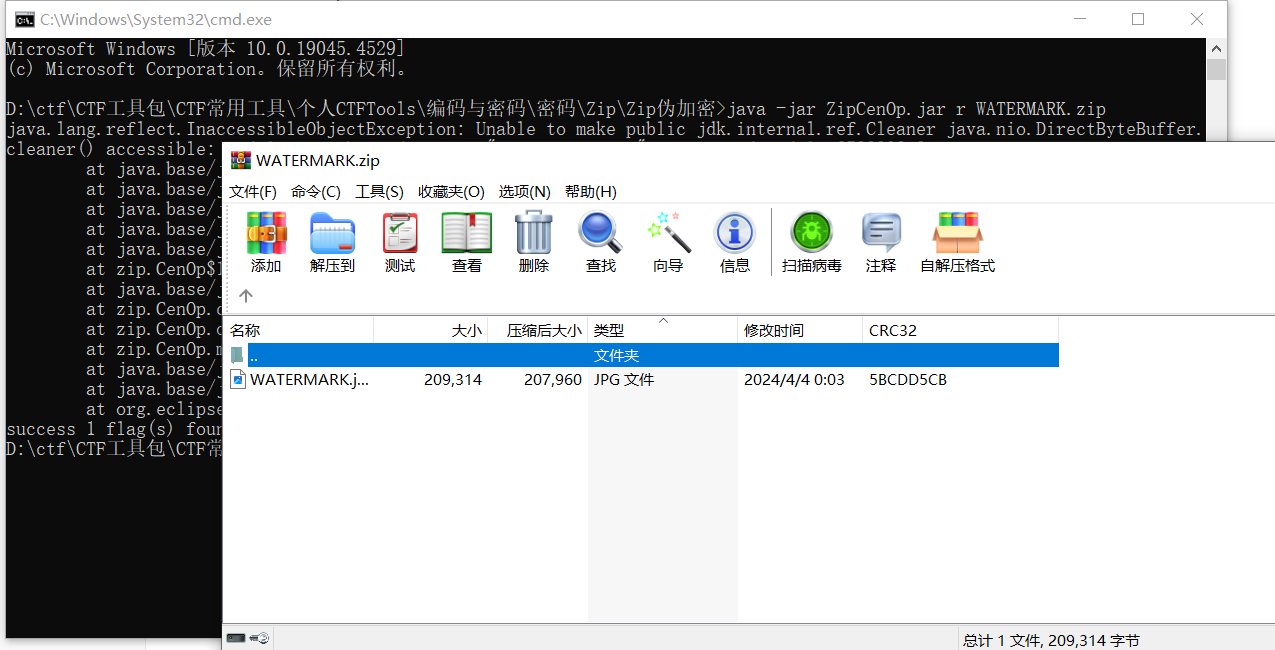 C:\Windows\System32\cmd.exe
Microsoft Windows [版本 10.0.19045.4529]
(c) Microsoft Corporation。保留所有权利。
D:\ctf\CTF工具包\CTF常用工具\个人CTFTools\编码与密码\密码\Zip\Zip伪加密>java -jar ZipCenOp.jar r WATERMARK.zip
java.lang.reflect.InaccessibleObjectException: Unable to make public jdk.internal.ref.Cleaner java.nio.DirectByteBuffer.
cleaner() accessible:
at java.base/
at java.base/
at java.base/
at java.base/
at java.base/
at zip.CenOp$
at java.base/
at zip.CenOp.
at zip.CenOp.
at zip.CenOp.
at java.base/
at java.base/
at org.eclipse
success 1 flag(s) foun
D:\ctf\CTF工具包\CTF常
WATERMARK.zip
文件(F) 命令(C) 工具(S) 收藏夹(O) 选项(N) 帮助(H)
添加 解压到 测试 查看 删除 查找 向导 信息 扫描病毒 注释 自解压格式
名称 大小 压缩后大小 类型 修改时间 CRC32
.. 文件夹
WATERMARK.j... 209,314 207,960 JPG 文件 2024/4/4 0:03 5BCDD5CB
总计 1 文件, 209,314 字节